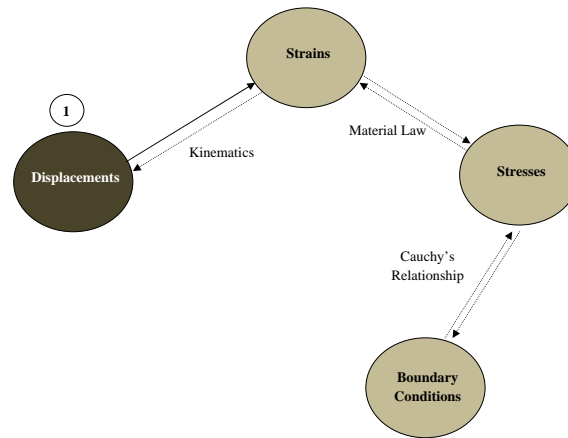 Strains
1
Material Law
Kinematics
Displacements
Stresses
Cauchy’s
Relationship
Boundary
Conditions